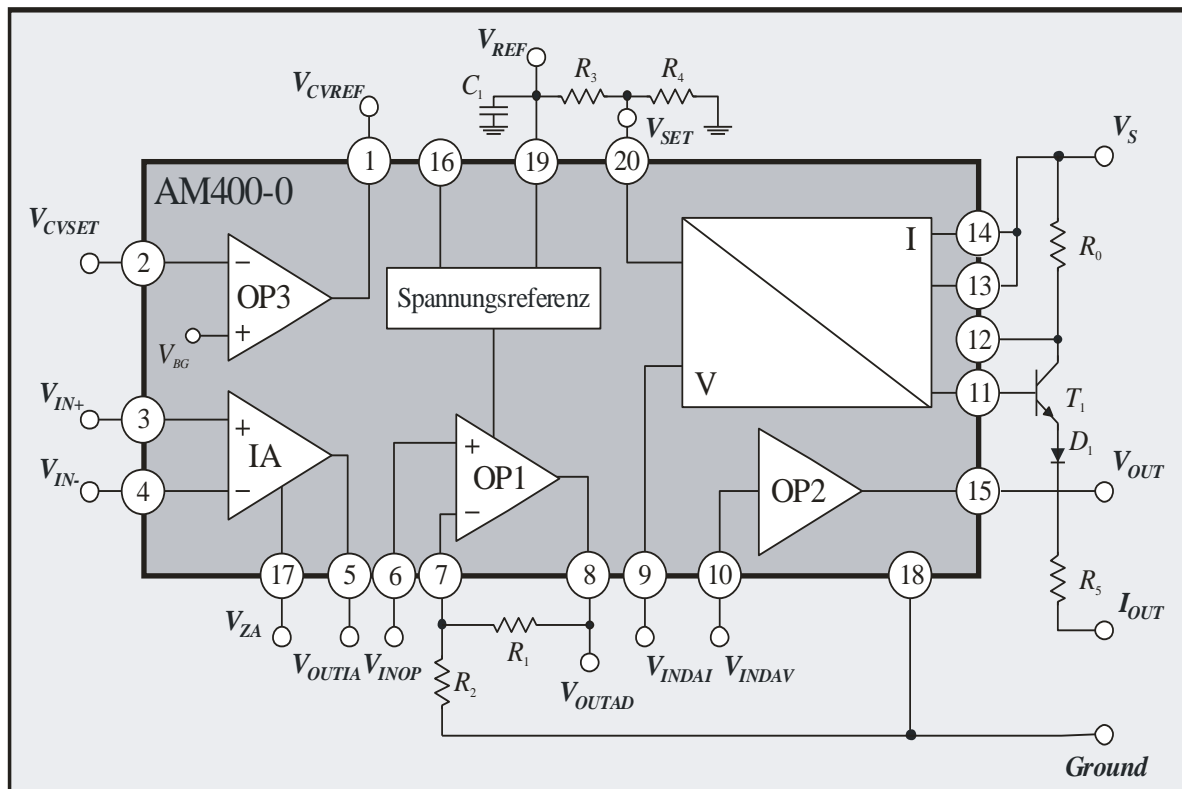 V_REF
R_3
R_4
C_1
V_CVREF
V_SET
V_S
1
16
19
20
AM400-0
V_CVSET
2
−
OP3
+
V_BG
Spannungsreferenz
I
V
14
13
12
11
R_0
T_1
D_1
V_IN+
3
+
IA
−
V_IN-
4
+
OP1
−
OP2
15
V_OUT
17
5
6
7
8
9
10
18
R_5
I_OUT
V_ZA
V_OUTIA
V_INOP
R_1
R_2
V_OUTAD
V_INDAI
V_INDAV
Ground